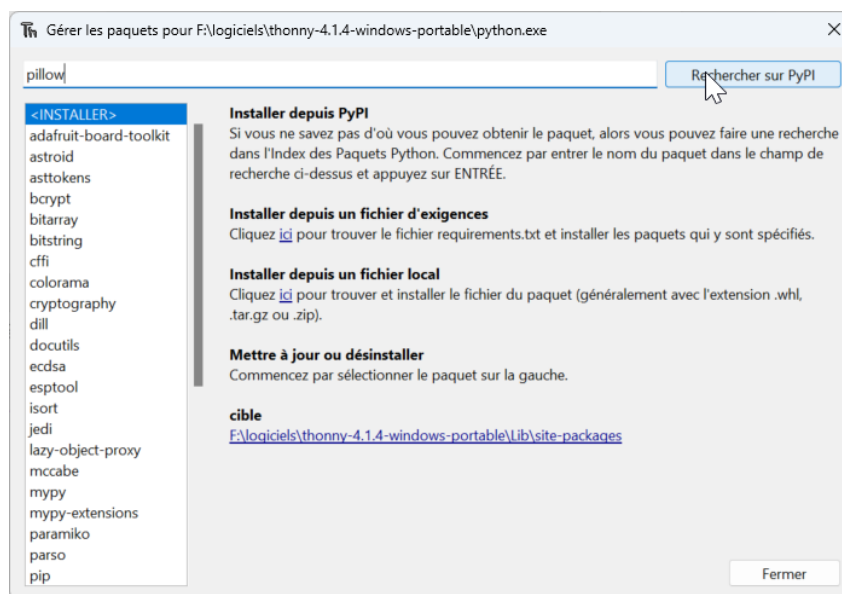 Th Gérer les paquets pour F:\logiciels\thonny-4.1.4-windows-portable\python.exe
pillow
Rechercher sur PyPI
<INSTALLER>
adafruit-board-toolkit
astroid
asttokens
bcrypt
bitarray
bitstring
cffi
colorama
cryptography
dill
docutils
ecdsa
esptool
isort
jedi
lazy-object-proxy
mccabe
mypy
mypy-extensions
paramiko
parso
pip
Installer depuis PyPI
Si vous ne savez pas d'où vous pouvez obtenir le paquet, alors vous pouvez faire une recherche
dans l'Index des Paquets Python. Commencez par entrer le nom du paquet dans le champ de
recherche ci-dessus et appuyez sur ENTRÉE.
Installer depuis un fichier d'exigences
Cliquez ici pour trouver le fichier requirements.txt et installer les paquets qui y sont spécifiés.
Installer depuis un fichier local
Cliquez ici pour trouver et installer le fichier du paquet (généralement avec l'extension .whl,
.tar.gz ou .zip).
Mettre à jour ou désinstaller
Commencez par sélectionner le paquet sur la gauche.
cible
F:\logiciels\thonny-4.1.4-windows-portable\Lib\site-packages
Fermer